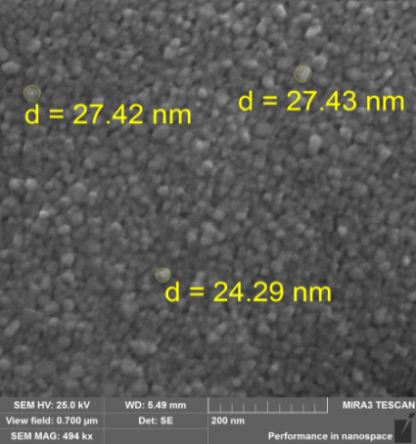 d = 27.43 nm
d = 27.42 nm
d = 24.29 nm
SEM HV: 25.0 kV WD: 5.49 mm MIRA3 TESCAN
View field: 0.700 µm Det: SE 200 nm
SEM MAG: 494 kx Performance in nanospace